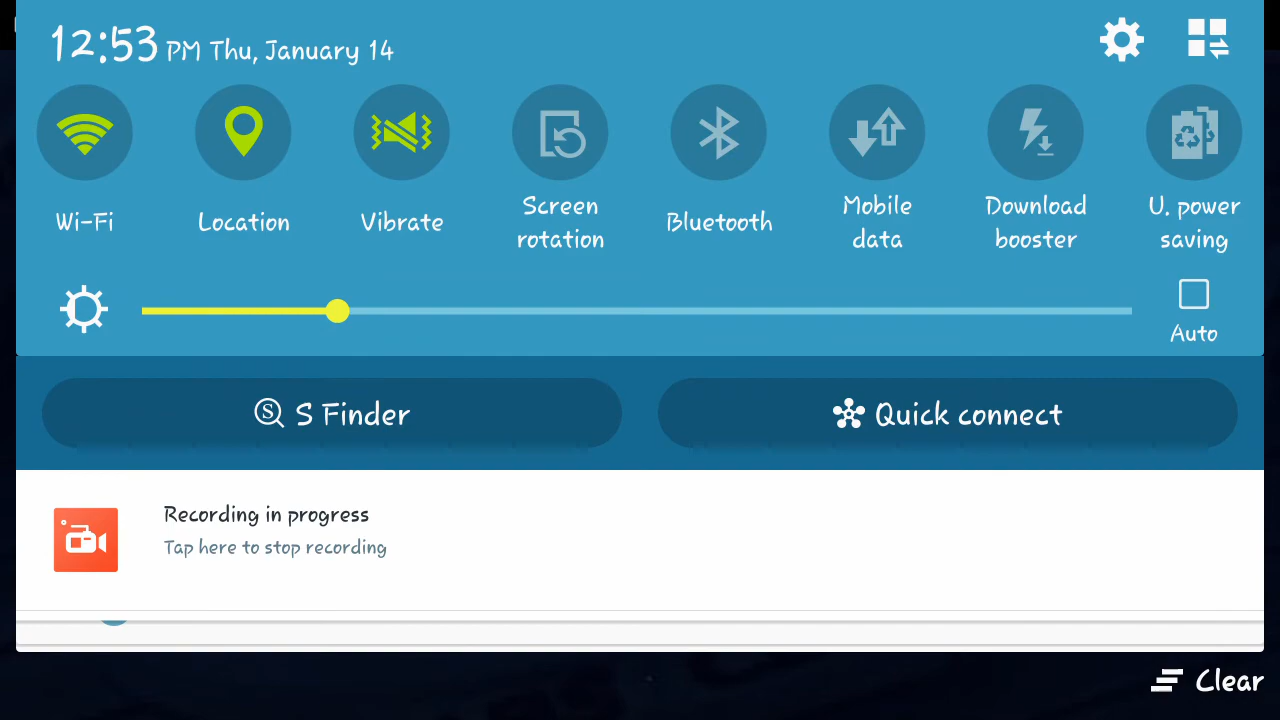 12:53 PM Thu, January 14
Wi-Fi
Location
Vibrate
Screen
rotation
Bluetooth
Mobile
data
Download
booster
U. power
saving
Auto
S Finder
Quick connect
Recording in progress
Tap here to stop recording
Clear